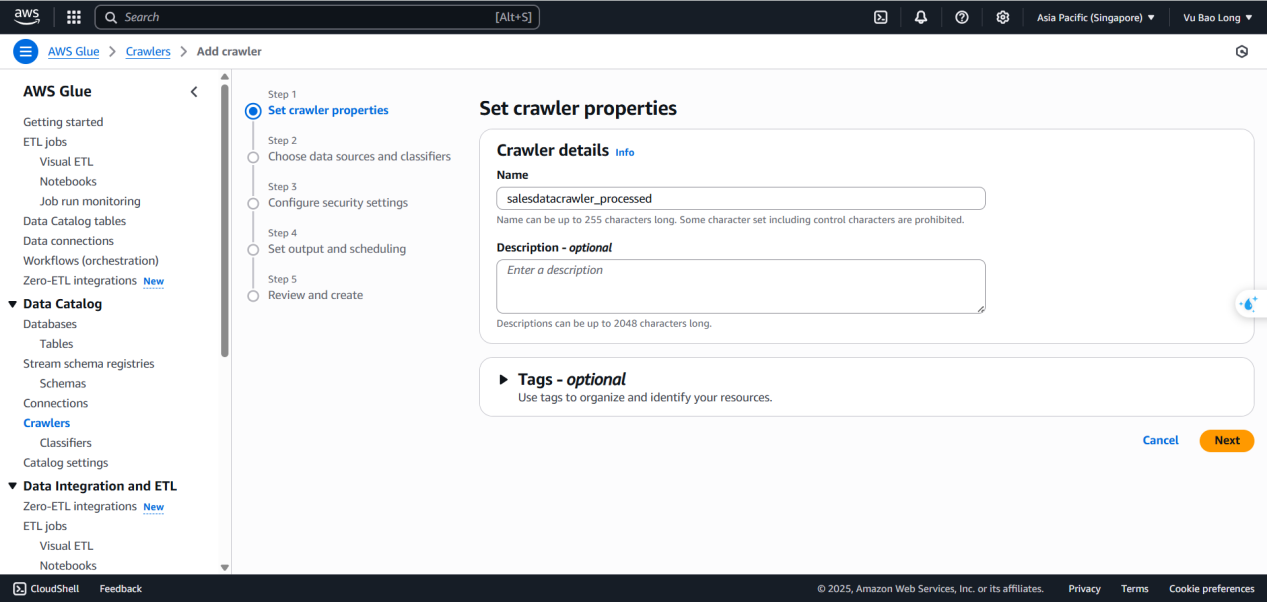 aws
Search
[Alt+S]
Asia Pacific (Singapore)
Vu Bao Long
AWS Glue
Crawlers
Add crawler
AWS Glue
Getting started
ETL jobs
Visual ETL
Notebooks
Job run monitoring
Data Catalog tables
Data connections
Workflows (orchestration)
Zero-ETL integrations New
Data Catalog
Databases
Tables
Stream schema registries
Schemas
Connections
Crawlers
Classifiers
Catalog settings
Data Integration and ETL
Zero-ETL integrations New
ETL jobs
Visual ETL
Notebooks
Step 1
Set crawler properties
Step 2
Choose data sources and classifiers
Step 3
Configure security settings
Step 4
Set output and scheduling
Step 5
Review and create
Set crawler properties
Crawler details Info
Name
salesdatacrawler_processed
Name can be up to 255 characters long. Some character set including control characters are prohibited.
Description - optional
Enter a description
Descriptions can be up to 2048 characters long.
Tags - optional
Use tags to organize and identify your resources.
Cancel
Next
CloudShell
Feedback
© 2025, Amazon Web Services, Inc. or its affiliates.
Privacy
Terms
Cookie preferences